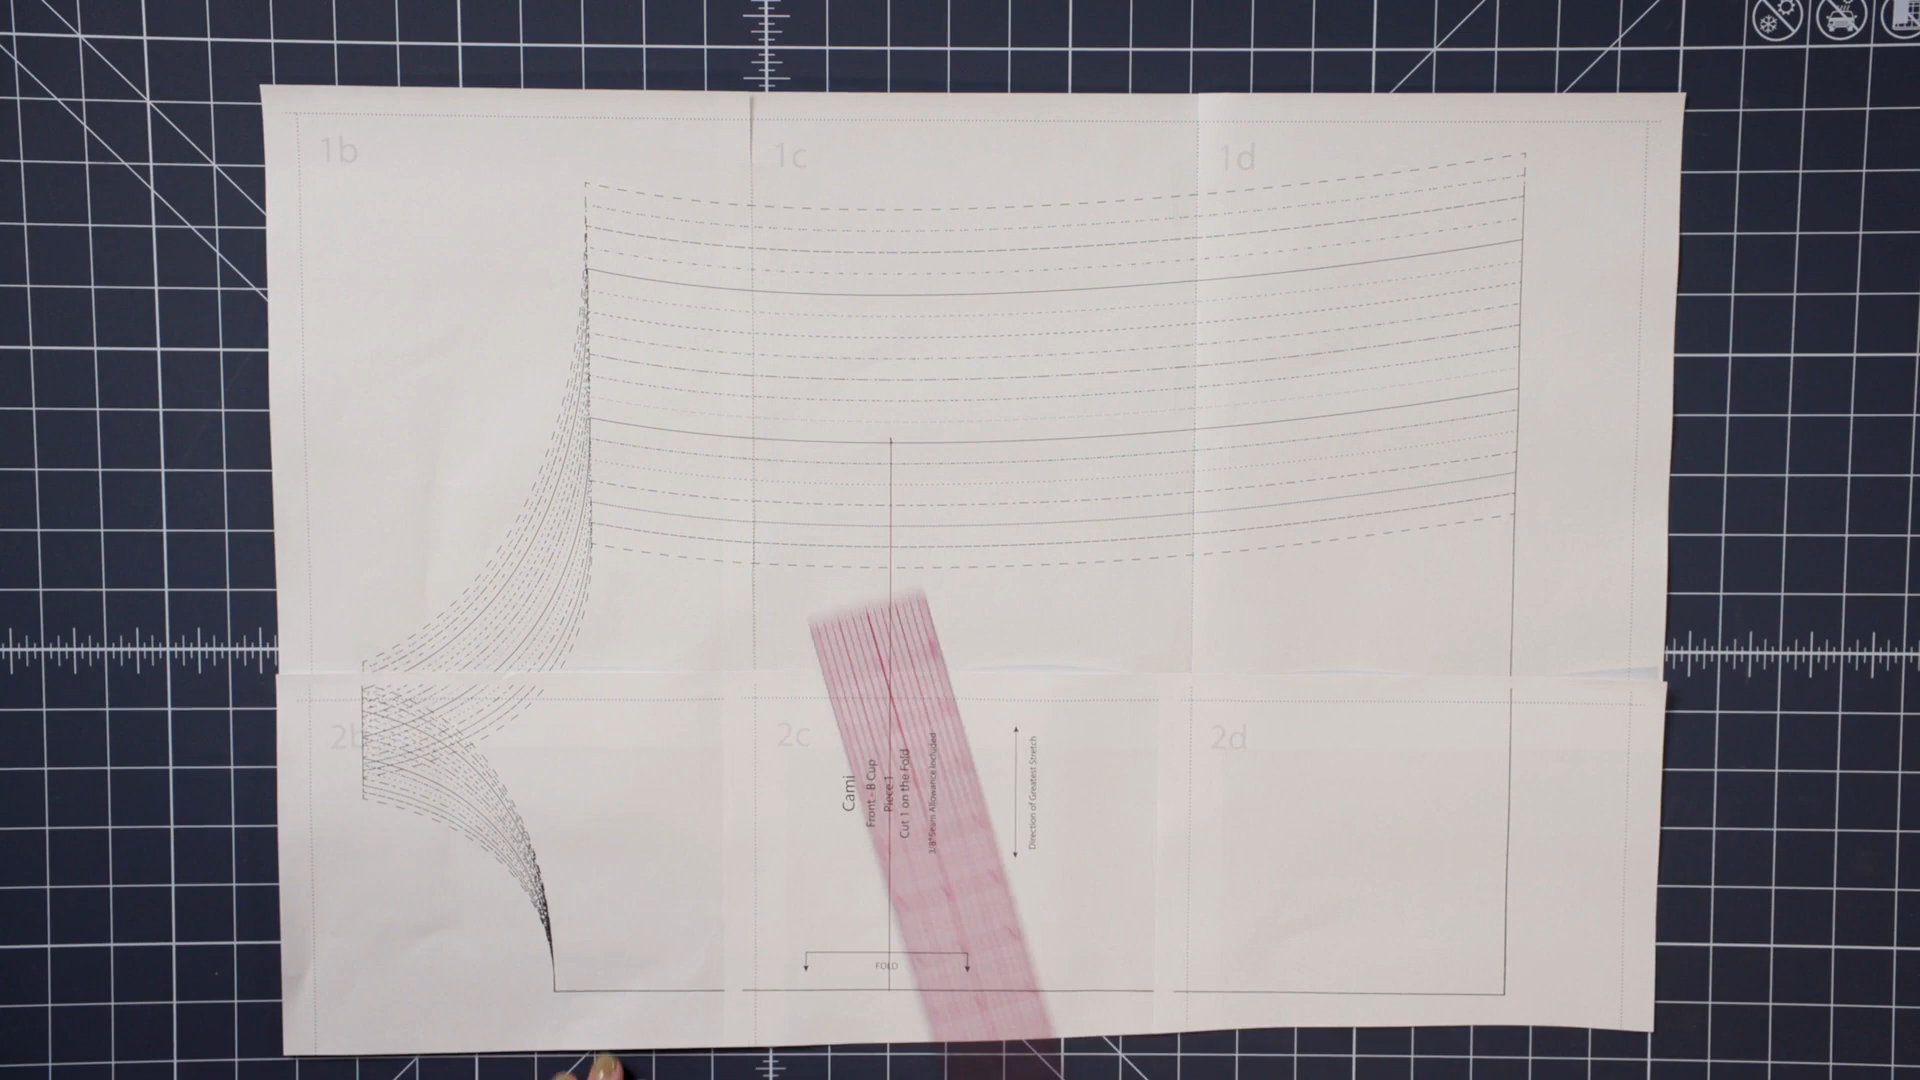 1b
1c
1d
2b
2c
2d
Cami
Front - B Cup
Piece 1
Cut 1 on the Fold
3/8" Seam Allowance Included
Direction of Greatest Stretch
FOLD